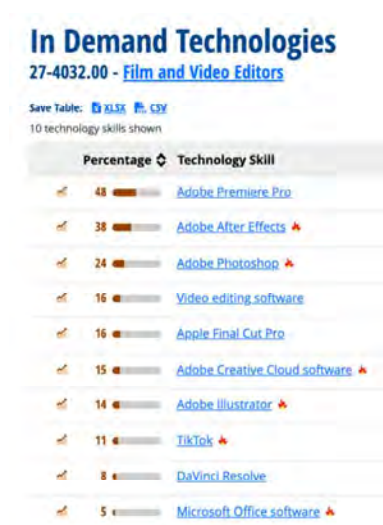 In Demand Technologies
27-4032.00 - Film and Video Editors
Save Table: XLSX CSV
10 technology skills shown
Percentage Technology Skill
48 Adobe Premiere Pro
38 Adobe After Effects
24 Adobe Photoshop
16 Video editing software
16 Apple Final Cut Pro
15 Adobe Creative Cloud software
14 Adobe Illustrator
11 TikTok
8 DaVinci Resolve
5 Microsoft Office software